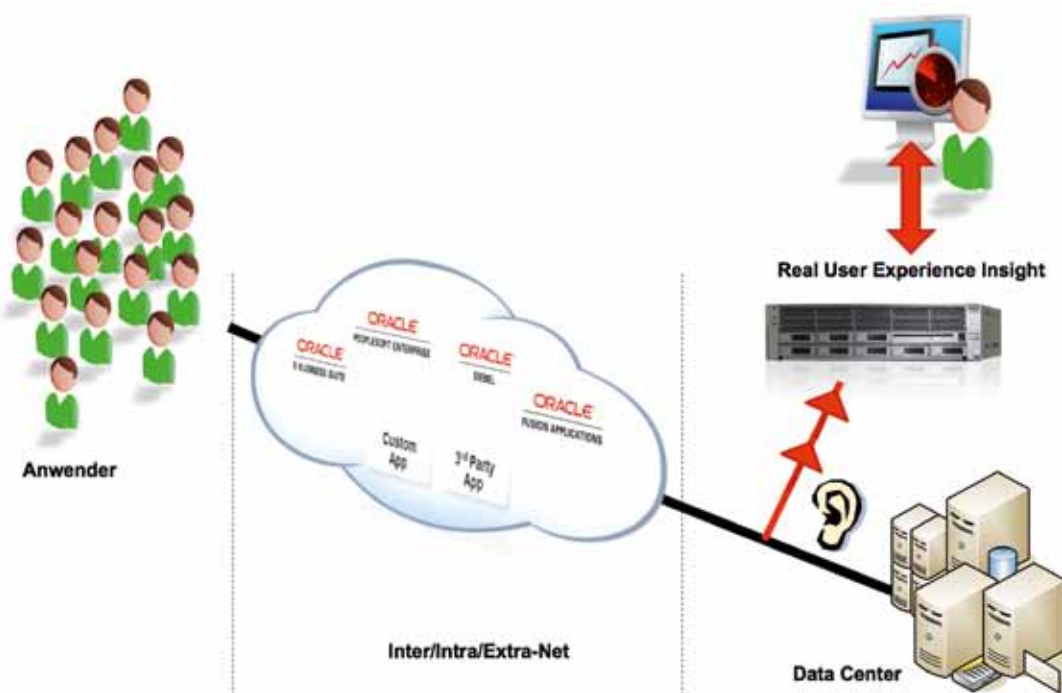 Real User Experience Insight
ORACLE
PEOPLESOFT ENTERPRISE
ORACLE
SIEBEL
ORACLE
SUITE
ORACLE
FUSION APPLICATIONS
Custom
App
3rd Party
App
Anwender
Inter/Intra/Extra-Net
Data Center